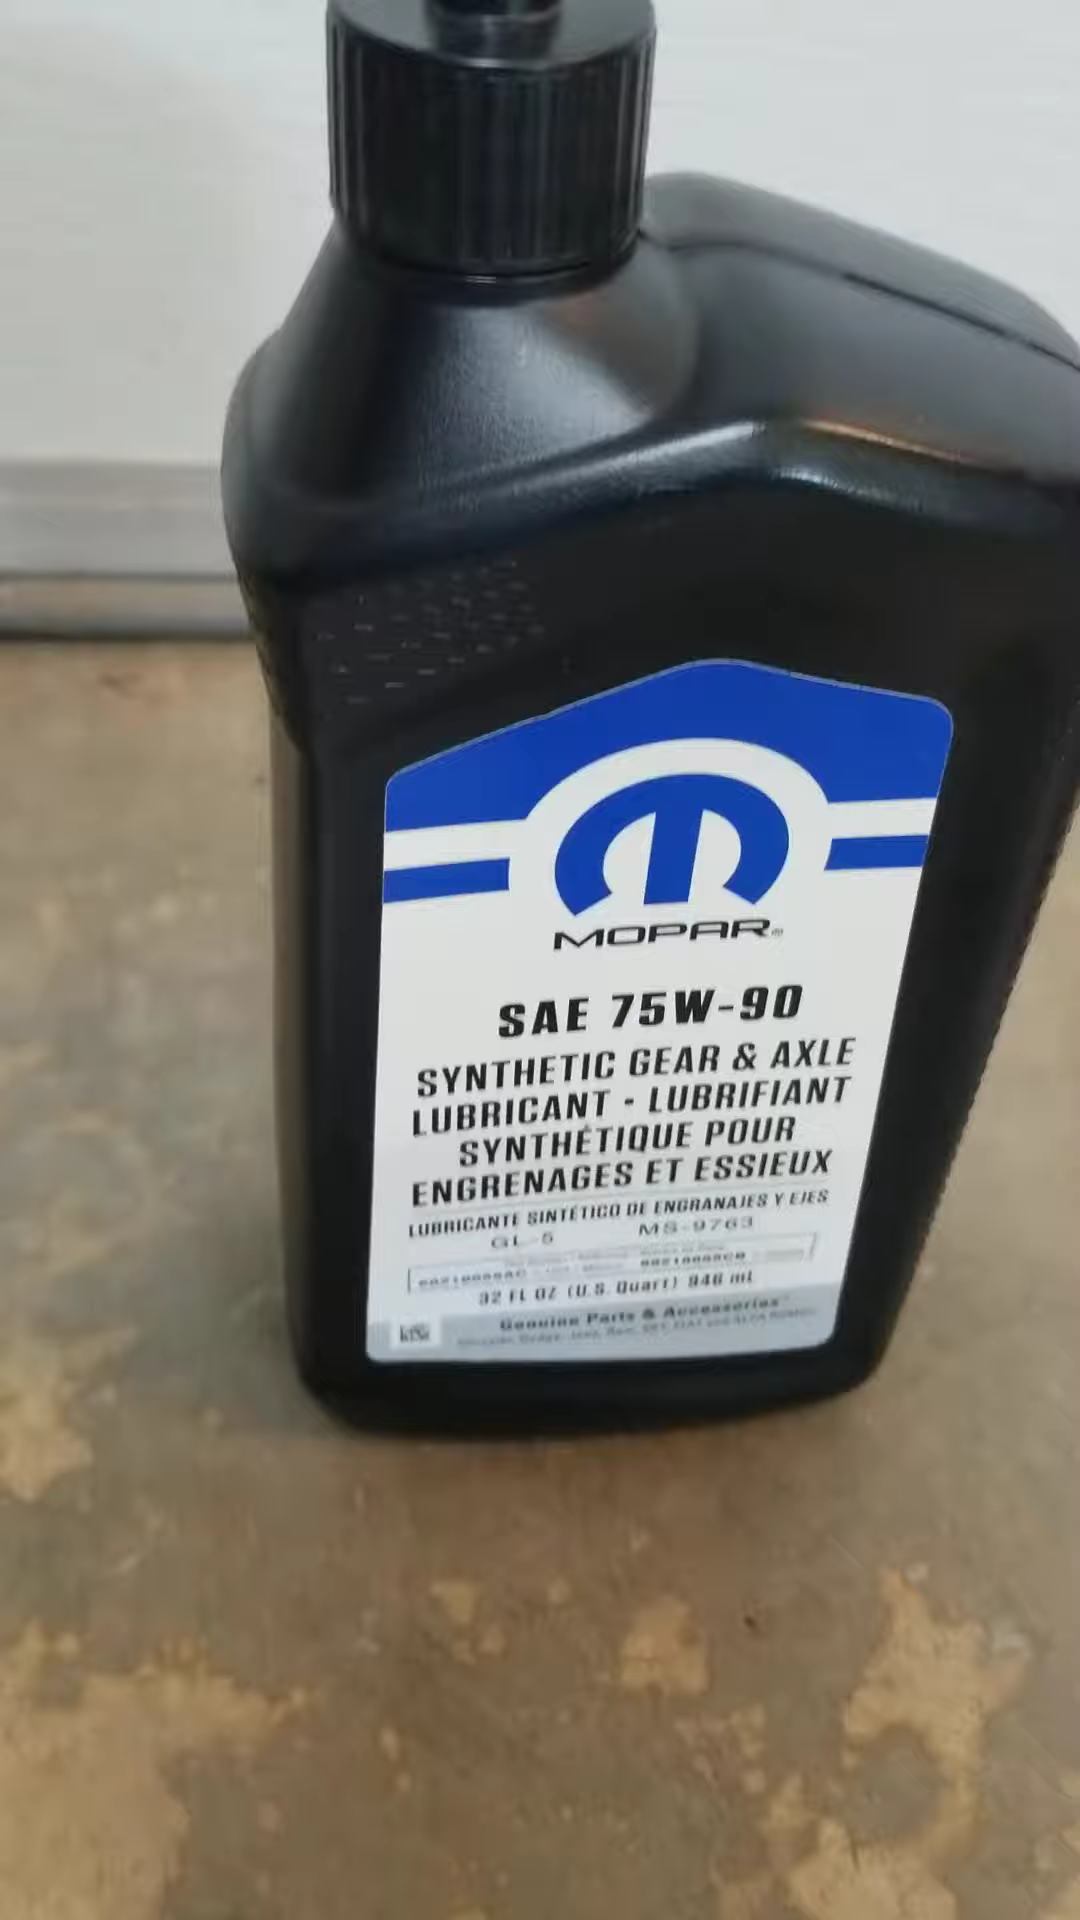 MOPAR®
SAE 75W-90
SYNTHETIC GEAR & AXLE
LUBRICANT - LUBRIFIANT
SYNTHÉTIQUE POUR
ENGRENAGES ET ESSIEUX
LUBRICANTE SINTÉTICO DE ENGRANAJES Y EJES
GL-5 MS-9763
32 FL OZ (U.S. Quart) 946 mL
Genuine Parts & Accessories